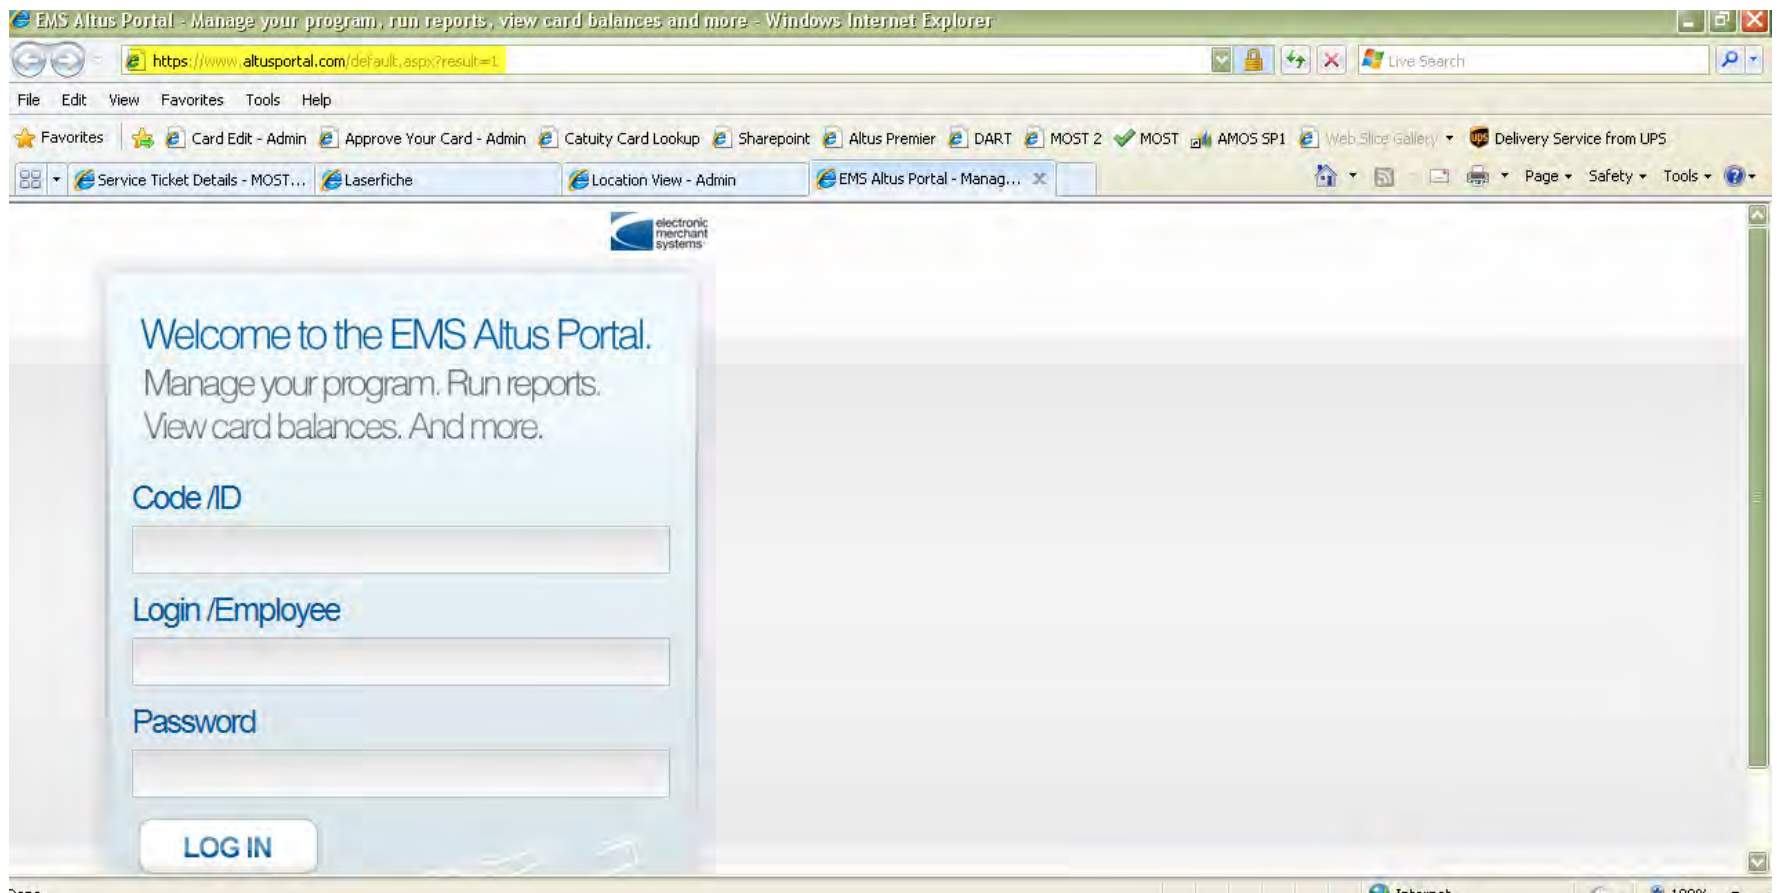 EMS Altus Portal - Manage your program, run reports, view card balances and more - Windows Internet Explorer
https://www.altusportal.com/default.aspx?result=1
Live Search
File Edit View Favorites Tools Help
Favorites Card Edit - Admin Approve Your Card - Admin Catuity Card Lookup Sharepoint Altus Premier DART MOST 2 MOST AMOS SP1 Web Slice Gallery Delivery Service from UPS
Service Ticket Details - MOST... Laserfiche Location View - Admin EMS Altus Portal - Manag... Page Safety Tools
electronic
merchant
systems
Welcome to the EMS Altus Portal.
Manage your program. Run reports.
View card balances. And more.
Code /ID
Login /Employee
Password
LOG IN